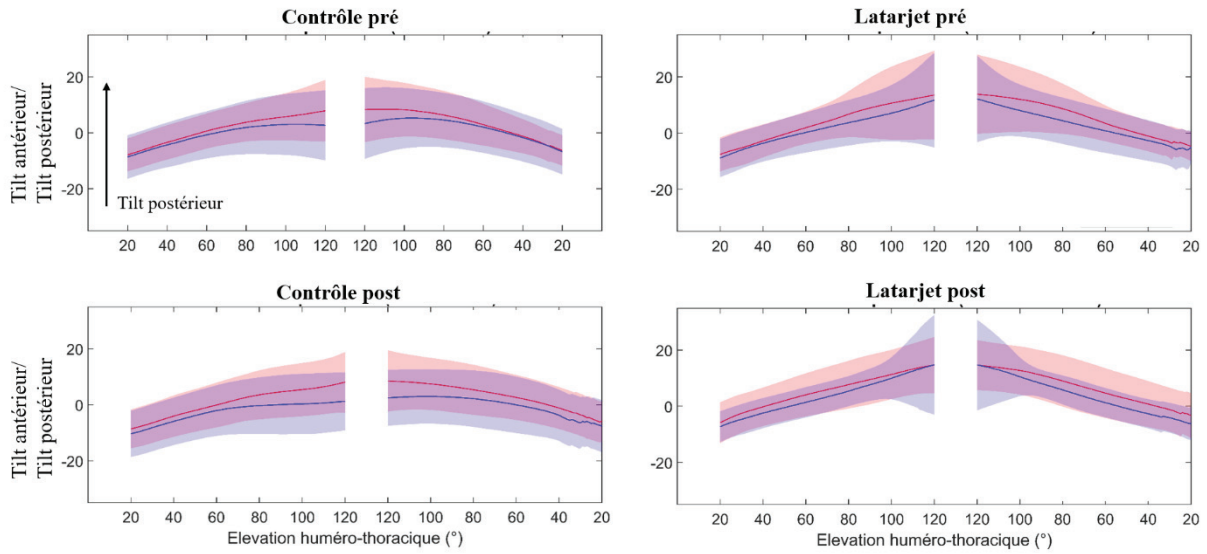 Contrôle pré
Latarjet pré
Tilt antérieur/
Tilt postérieur
20
0
-20
Tilt postérieur
20 40 60 80 100 120 120 100 80 60 40 20
20
0
-20
20 40 60 80 100 120 120 100 80 60 40 20
Contrôle post
Latarjet post
Tilt antérieur/
Tilt postérieur
20
0
-20
20 40 60 80 100 120 120 100 80 60 40 20
Elevation huméro-thoracique (°)
20
0
-20
20 40 60 80 100 120 120 100 80 60 40 20
Elevation huméro-thoracique (°)